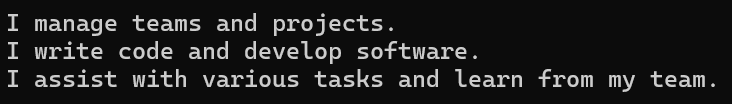 I manage teams and projects.
I write code and develop software.
I assist with various tasks and learn from my team.